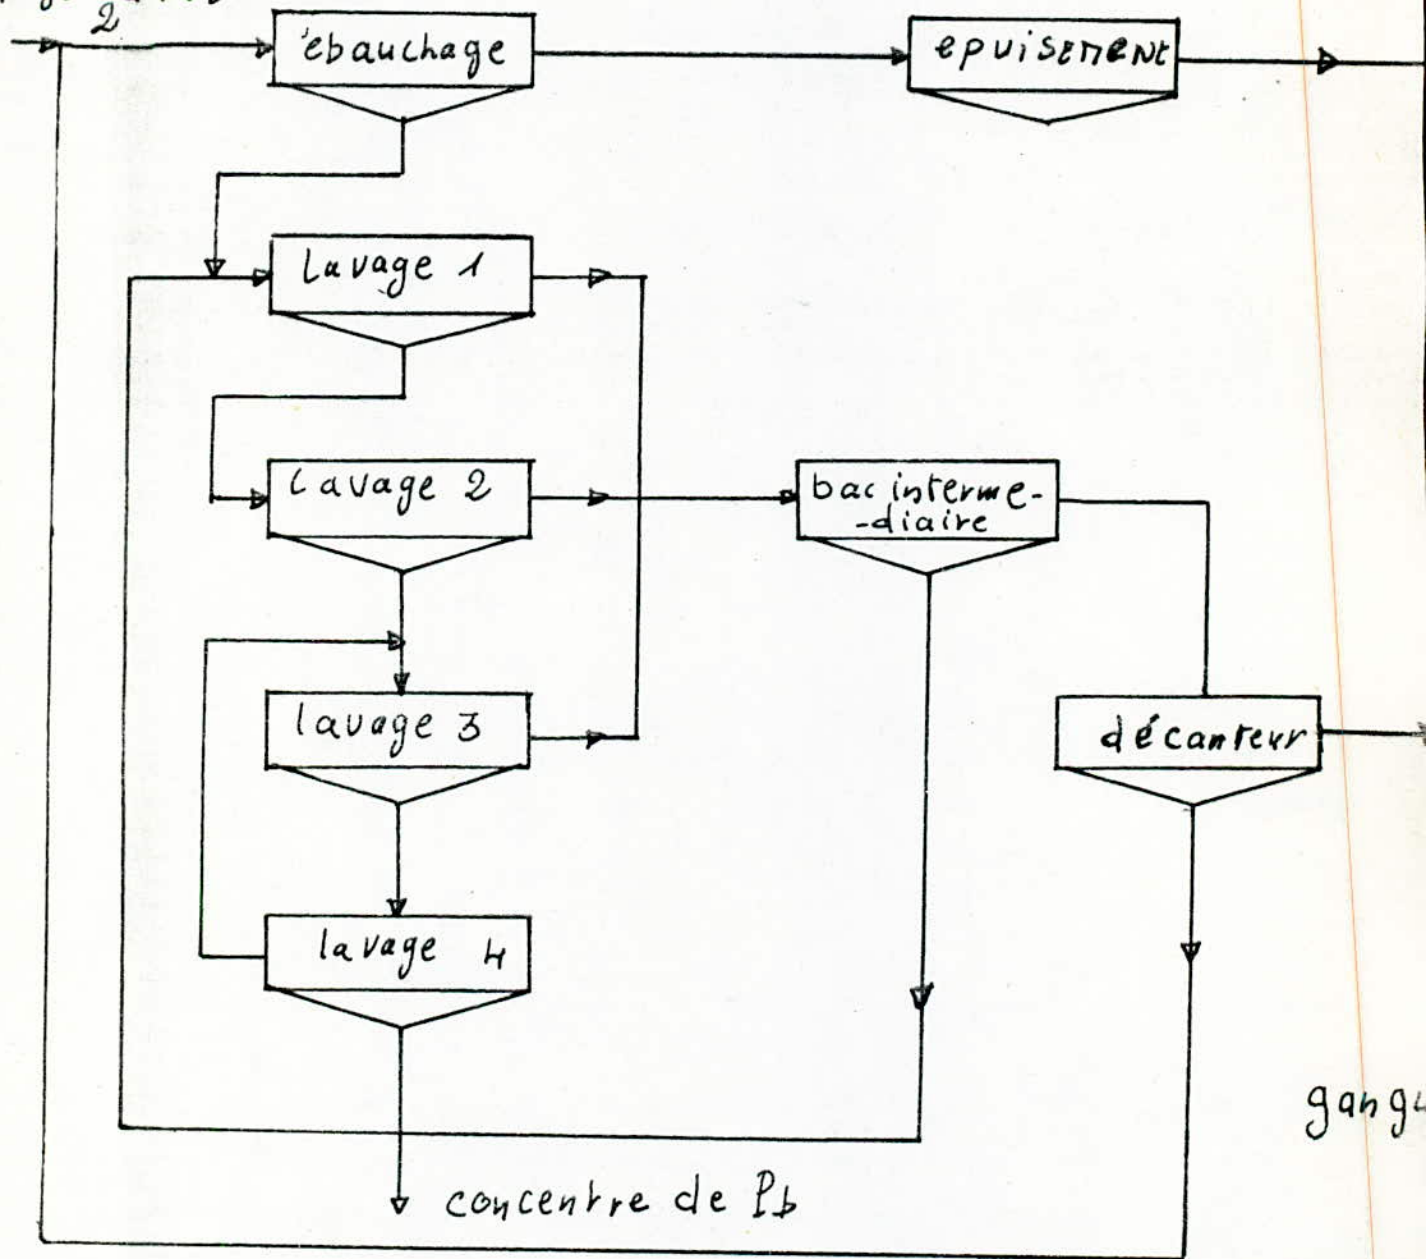 2
ébauchage
epuisement
lavage 1
lavage 2
bac interme-
-diaire
lavage 3
décanteur
lavage 4
concentre de Pb